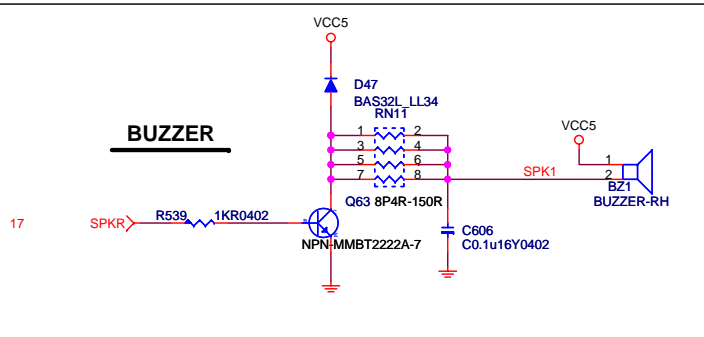 VCC5
D47
BAS32L_LL34
RN11
BUZZER
VCC5
1 2
3 4
5 6
7 8
1
SPK1
2
BZ1
BUZZER-RH
Q63 8P4R-150R
17 SPKR R539 1KR0402
C606
C0.1u16Y0402
NPN-MMBT2222A-7